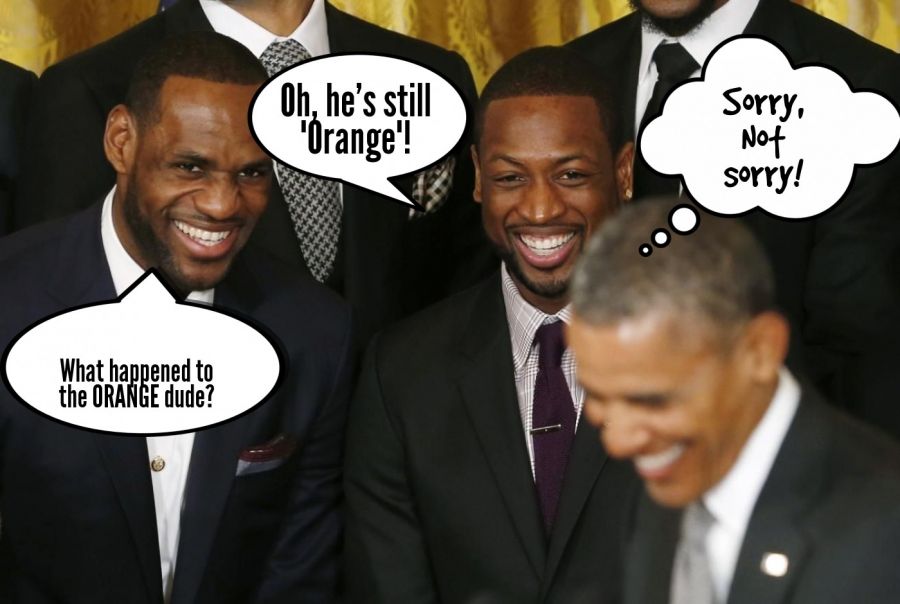 Oh, he's still
'Orange'!
Sorry,
Not
sorry!
What happened to
the ORANGE dude?